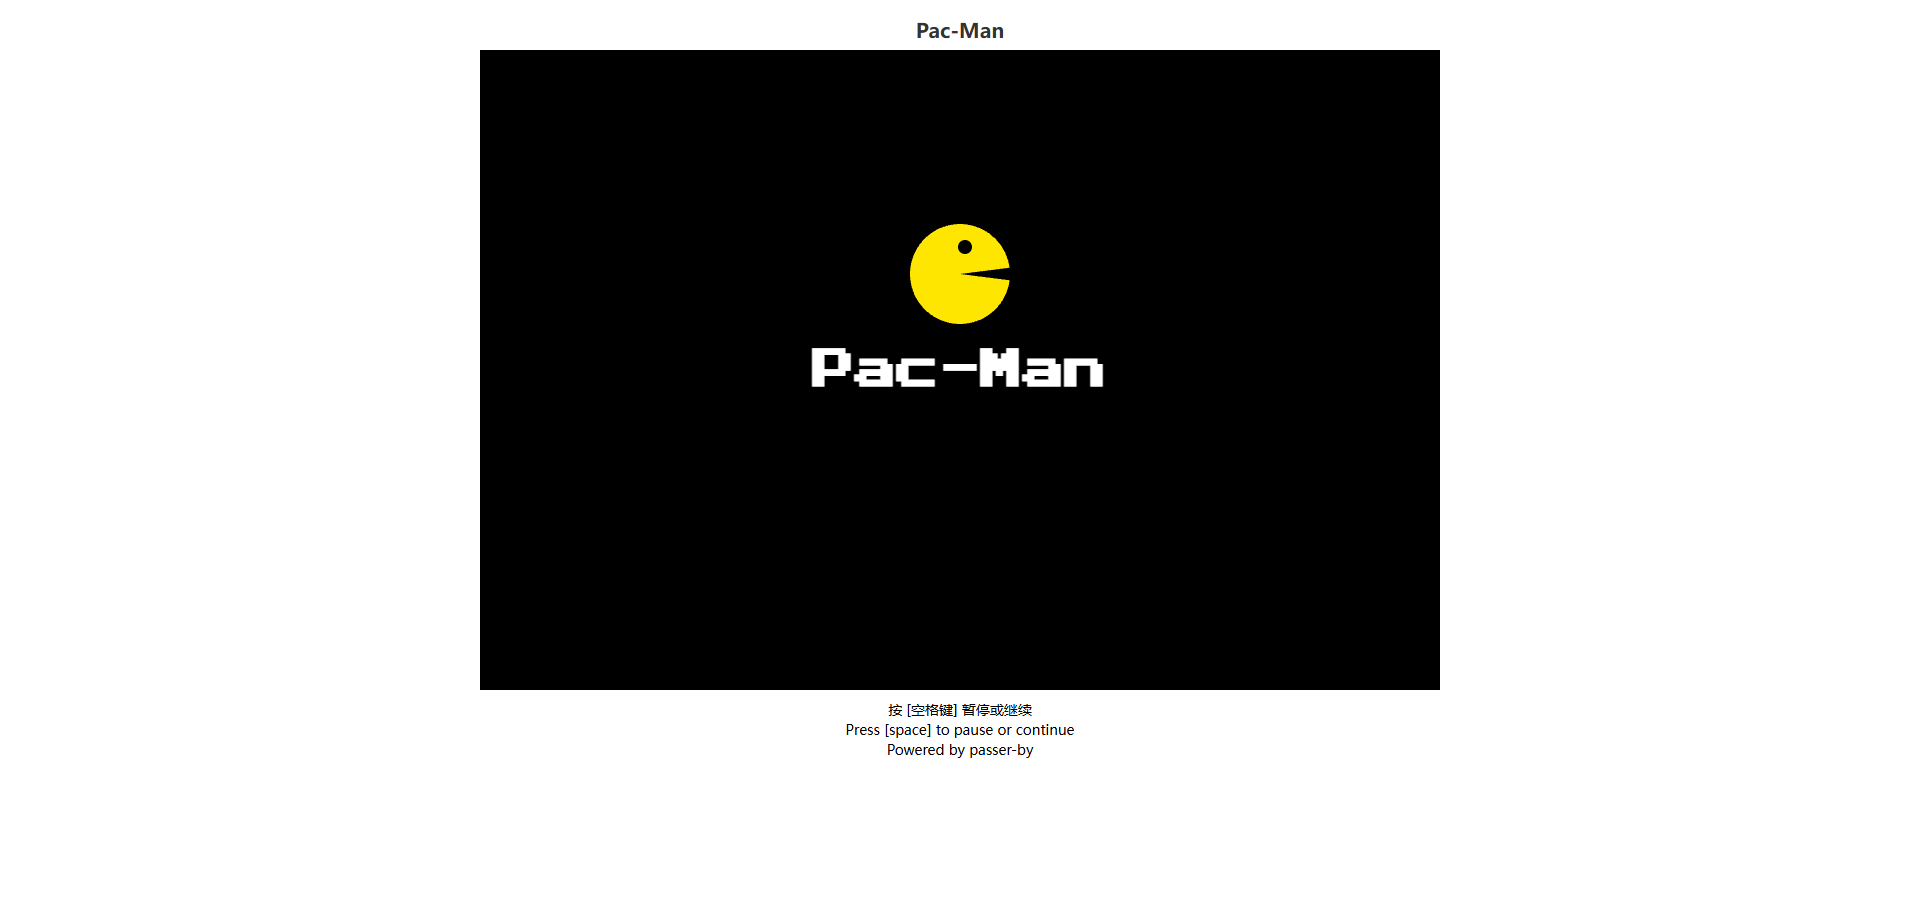 Pac-Man
Pac-Man
按 [空格键] 暂停或继续
Press [space] to pause or continue
Powered by passer-by